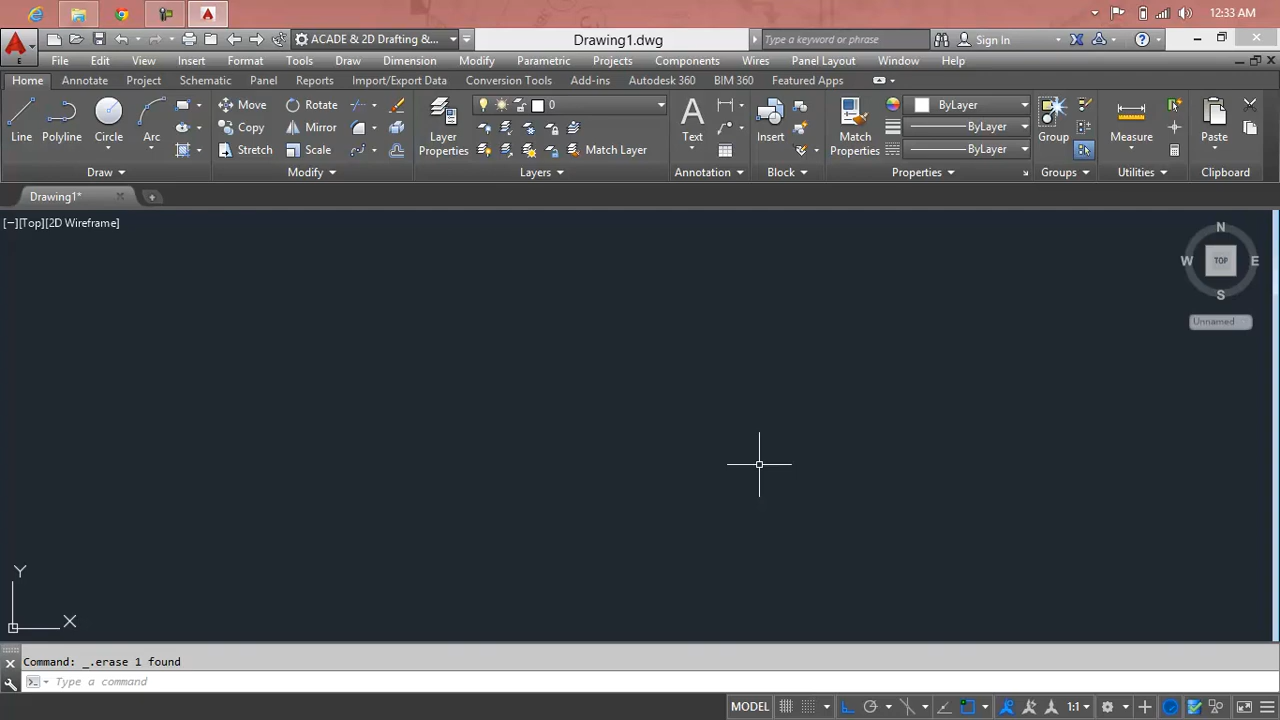 12:33 AM
ACADE & 2D Drafting &...
Drawing1.dwg
Type a keyword or phrase
Sign In
E
File Edit View Insert Format Tools Draw Dimension Modify Parametric Projects Components Wires Panel Layout Window Help
Home Annotate Project Schematic Panel Reports Import/Export Data Conversion Tools Add-ins Autodesk 360 BIM 360 Featured Apps
Move Rotate 0 ByLayer
Line Polyline Circle Arc Copy Mirror Layer Properties Text Insert Match Properties ByLayer Group Measure Paste
Stretch Scale Match Layer ByLayer
Draw Modify Layers Annotation Block Properties Groups Utilities Clipboard
Drawing1*
[−][Top][2D Wireframe]
N
W TOP E
S
Unnamed
Y
X
Command: _.erase 1 found
Type a command
MODEL 1:1